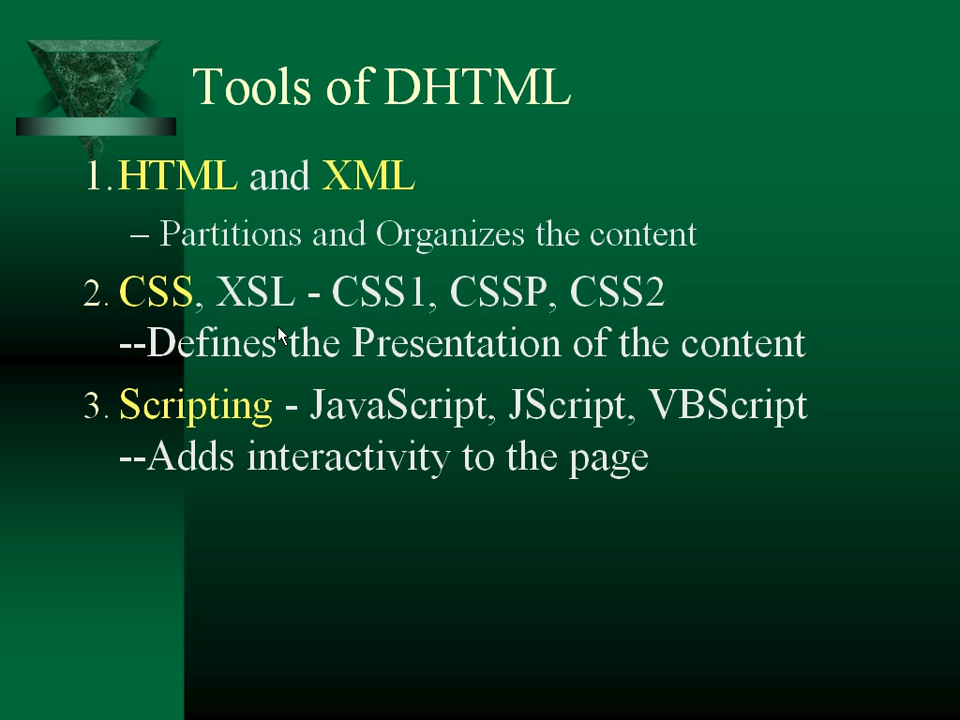 Tools of DHTML
1.HTML and XML
– Partitions and Organizes the content
2. CSS, XSL - CSS1, CSSP, CSS2
--Defines the Presentation of the content
3. Scripting - JavaScript, JScript, VBScript
--Adds interactivity to the page